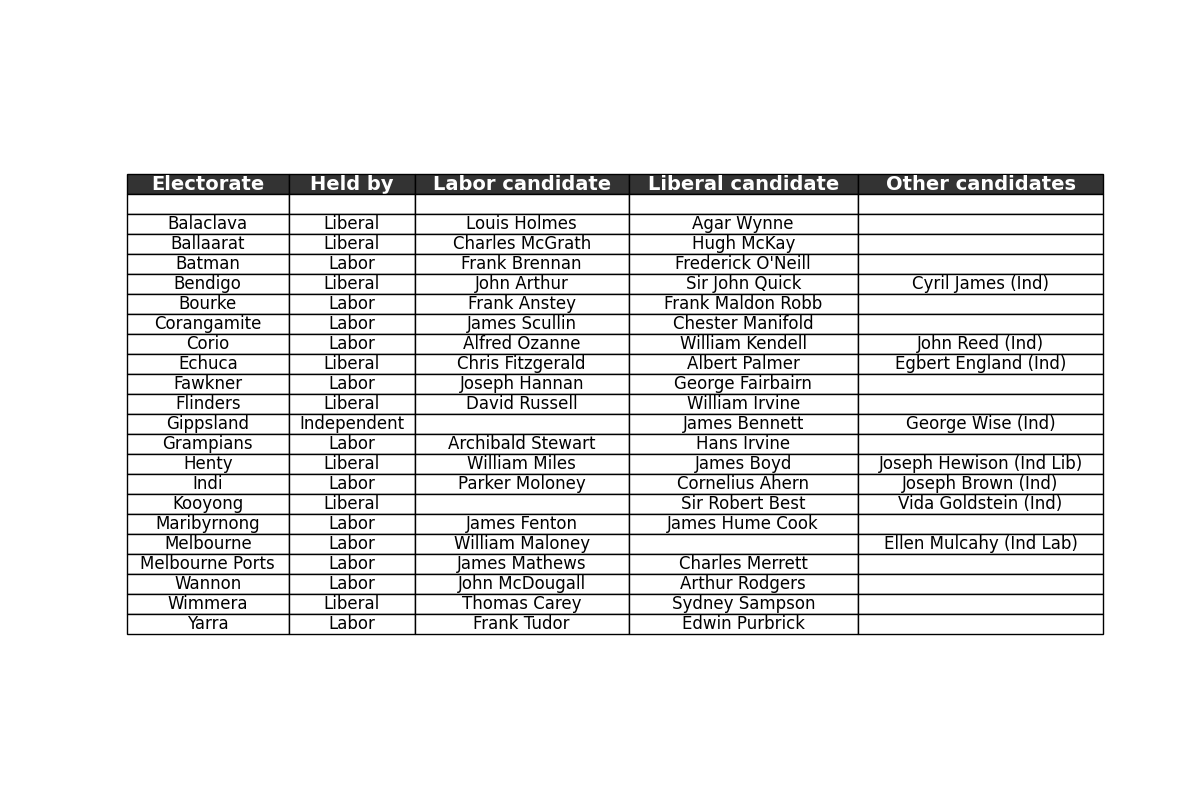 Electorate Held by Labor candidate Liberal candidate Other candidates
Balaclava Liberal Louis Holmes Agar Wynne
Ballaarat Liberal Charles McGrath Hugh McKay
Batman Labor Frank Brennan Frederick O'Neill
Bendigo Liberal John Arthur Sir John Quick Cyril James (Ind)
Bourke Labor Frank Anstey Frank Maldon Robb
Corangamite Labor James Scullin Chester Manifold
Corio Labor Alfred Ozanne William Kendell John Reed (Ind)
Echuca Liberal Chris Fitzgerald Albert Palmer Egbert England (Ind)
Fawkner Labor Joseph Hannan George Fairbairn
Flinders Liberal David Russell William Irvine
Gippsland Independent James Bennett George Wise (Ind)
Grampians Labor Archibald Stewart Hans Irvine
Henty Liberal William Miles James Boyd Joseph Hewison (Ind Lib)
Indi Labor Parker Moloney Cornelius Ahern Joseph Brown (Ind)
Kooyong Liberal Sir Robert Best Vida Goldstein (Ind)
Maribyrnong Labor James Fenton James Hume Cook
Melbourne Labor William Maloney Ellen Mulcahy (Ind Lab)
Melbourne Ports Labor James Mathews Charles Merrett
Wannon Labor John McDougall Arthur Rodgers
Wimmera Liberal Thomas Carey Sydney Sampson
Yarra Labor Frank Tudor Edwin Purbrick